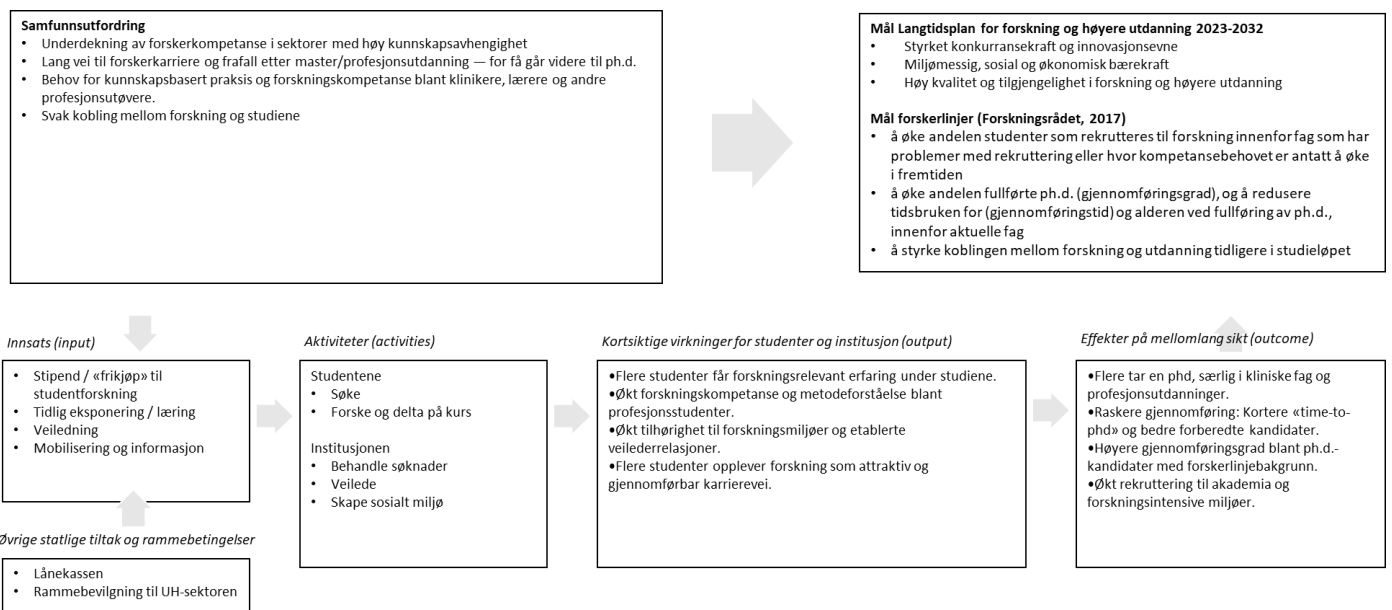 Samfunnsutfordring
• Underdekning av forskerkompetanse i sektorer med høy kunnskapsavhengighet
• Lang vei til forskerkarriere og frafall etter master/profesjonsutdanning — for få går videre til ph.d.
• Behov for kunnskapsbasert praksis og forskningskompetanse blant klinikere, lærere og andre
profesjonsutøvere.
• Svak kobling mellom forskning og studiene
Mål Langtidsplan for forskning og høyere utdanning 2023-2032
• Styrket konkurransekraft og innovasjonsevne
• Miljømessig, sosial og økonomisk bærekraft
• Høy kvalitet og tilgjengelighet i forskning og høyere utdanning
Mål forskerlinjer (Forskningsrådet, 2017)
• å øke andelen studenter som rekrutteres til forskning innenfor fag som har
problemer med rekruttering eller hvor kompetansebehovet er antatt å øke
i fremtiden
• å øke andelen fullførte ph.d. (gjennomføringsgrad), og å redusere
tidsbruken for (gjennomføringstid) og alderen ved fullføring av ph.d.,
innenfor aktuelle fag
• å styrke koblingen mellom forskning og utdanning tidligere i studieløpet
Innsats (input)
• Stipend / «frikjøp» til
studentforskning
• Tidlig eksponering / læring
• Veiledning
• Mobilisering og informasjon
Øvrige statlige tiltak og rammebetingelser
• Lånekassen
• Rammebevilgning til UH-sektoren
Aktiviteter (activities)
Studentene
• Søke
• Forske og delta på kurs
Institusjonen
• Behandle søknader
• Veilede
• Skape sosialt miljø
Kortsiktige virkninger for studenter og institusjon (output)
•Flere studenter får forskningsrelevant erfaring under studiene.
•Økt forskningskompetanse og metodeforståelse blant
profesjonsstudenter.
•Økt tilhørighet til forskningsmiljøer og etablerte
veilederrelasjoner.
•Flere studenter opplever forskning som attraktiv og
gjennomførbar karrierevei.
Effekter på mellomlang sikt (outcome)
•Flere tar en phd, særlig i kliniske fag og
profesjonsutdanninger.
•Raskere gjennomføring: Kortere «time-to-
phd» og bedre forberedte kandidater.
•Høyere gjennomføringsgrad blant ph.d.-
kandidater med forskerlinjebakgrunn.
•Økt rekruttering til akademia og
forskningsintensive miljøer.